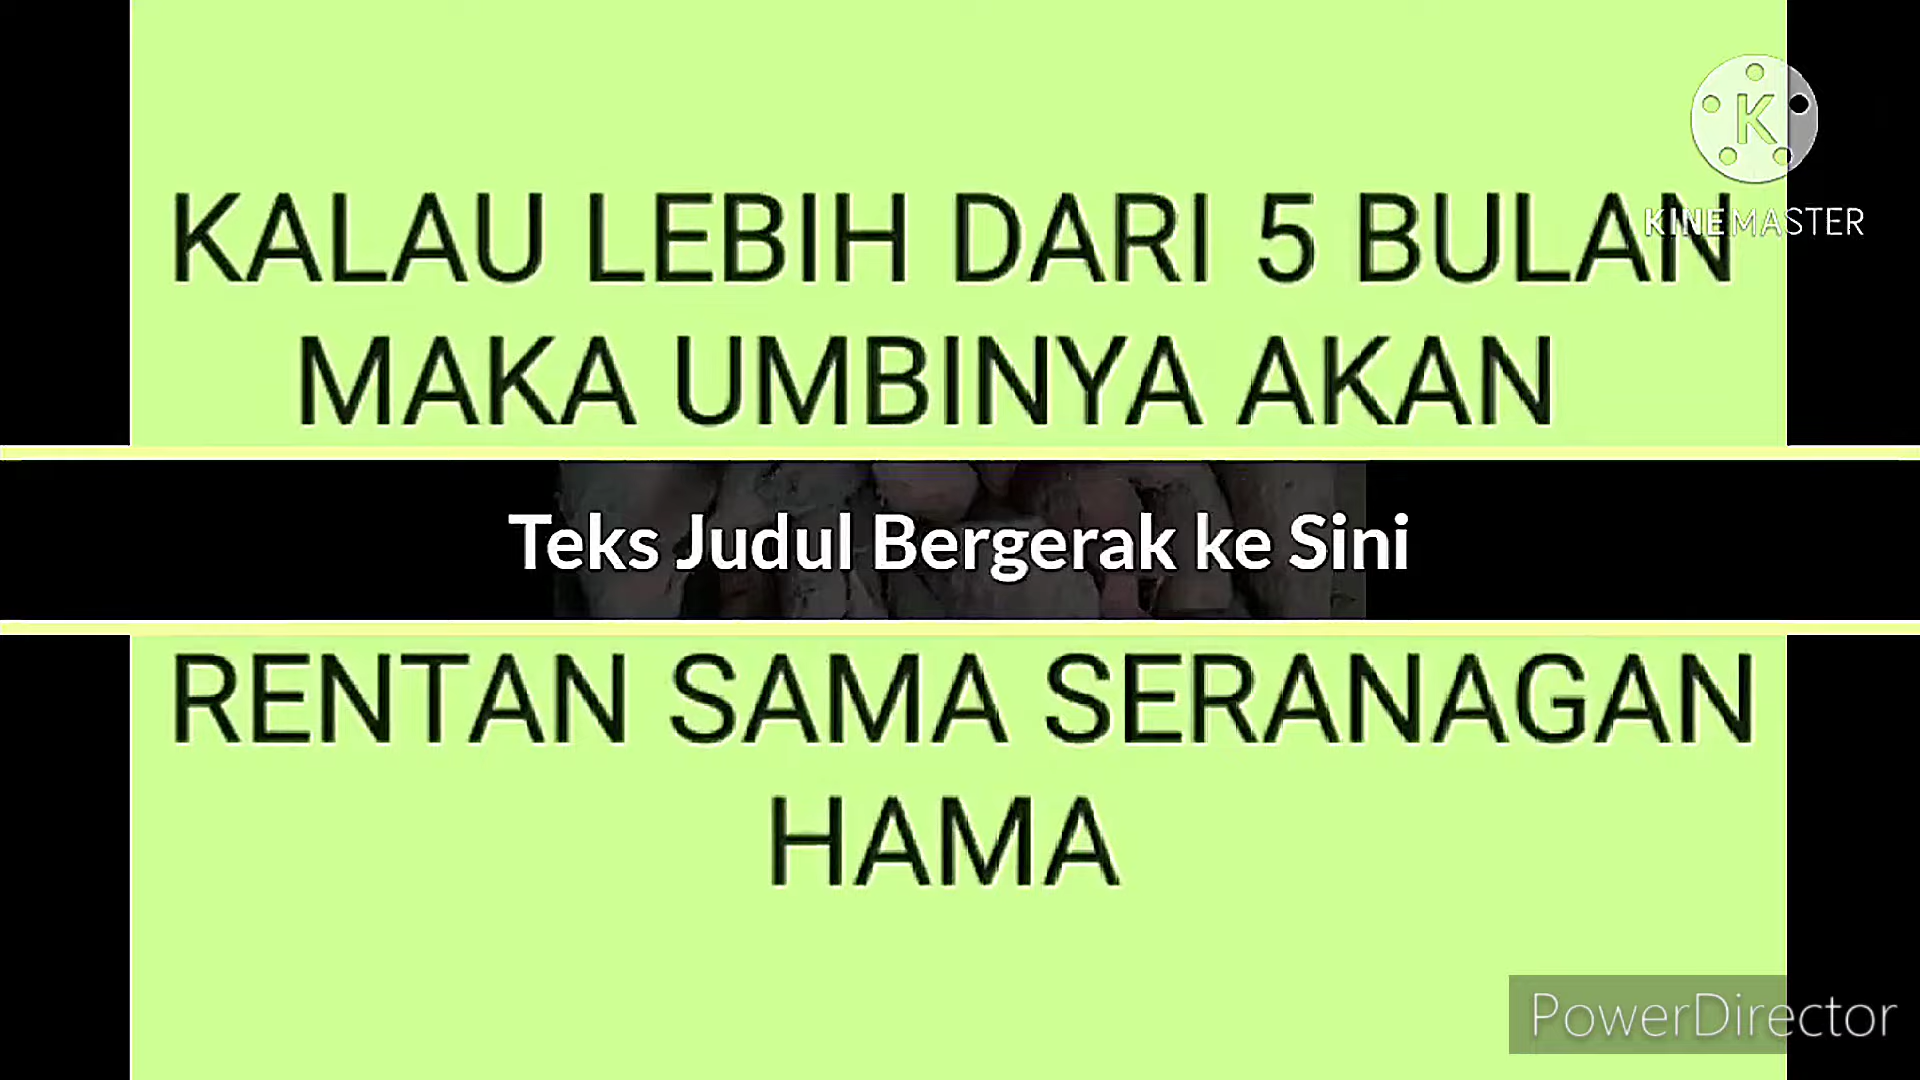 KALAU LEBIH DARI 5 BULAN
KINEMASTER
MAKA UMBINYA AKAN
Teks Judul Bergerak ke Sini
RENTAN SAMA SERANAGAN
HAMA
PowerDirector